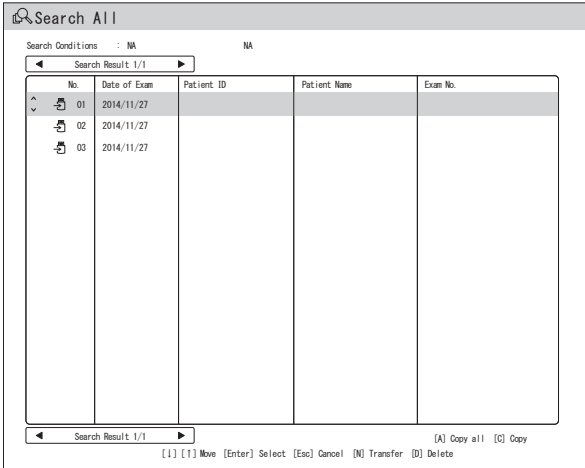 Search All
Search Conditions : NA NA
◀ Search Result 1/1 ▶
No. Date of Exam Patient ID Patient Name Exam No.
01 2014/11/27
02 2014/11/27
03 2014/11/27
◀ Search Result 1/1 ▶
[A] Copy all [C] Copy
[↓] [↑] Move [Enter] Select [Esc] Cancel [N] Transfer [D] Delete